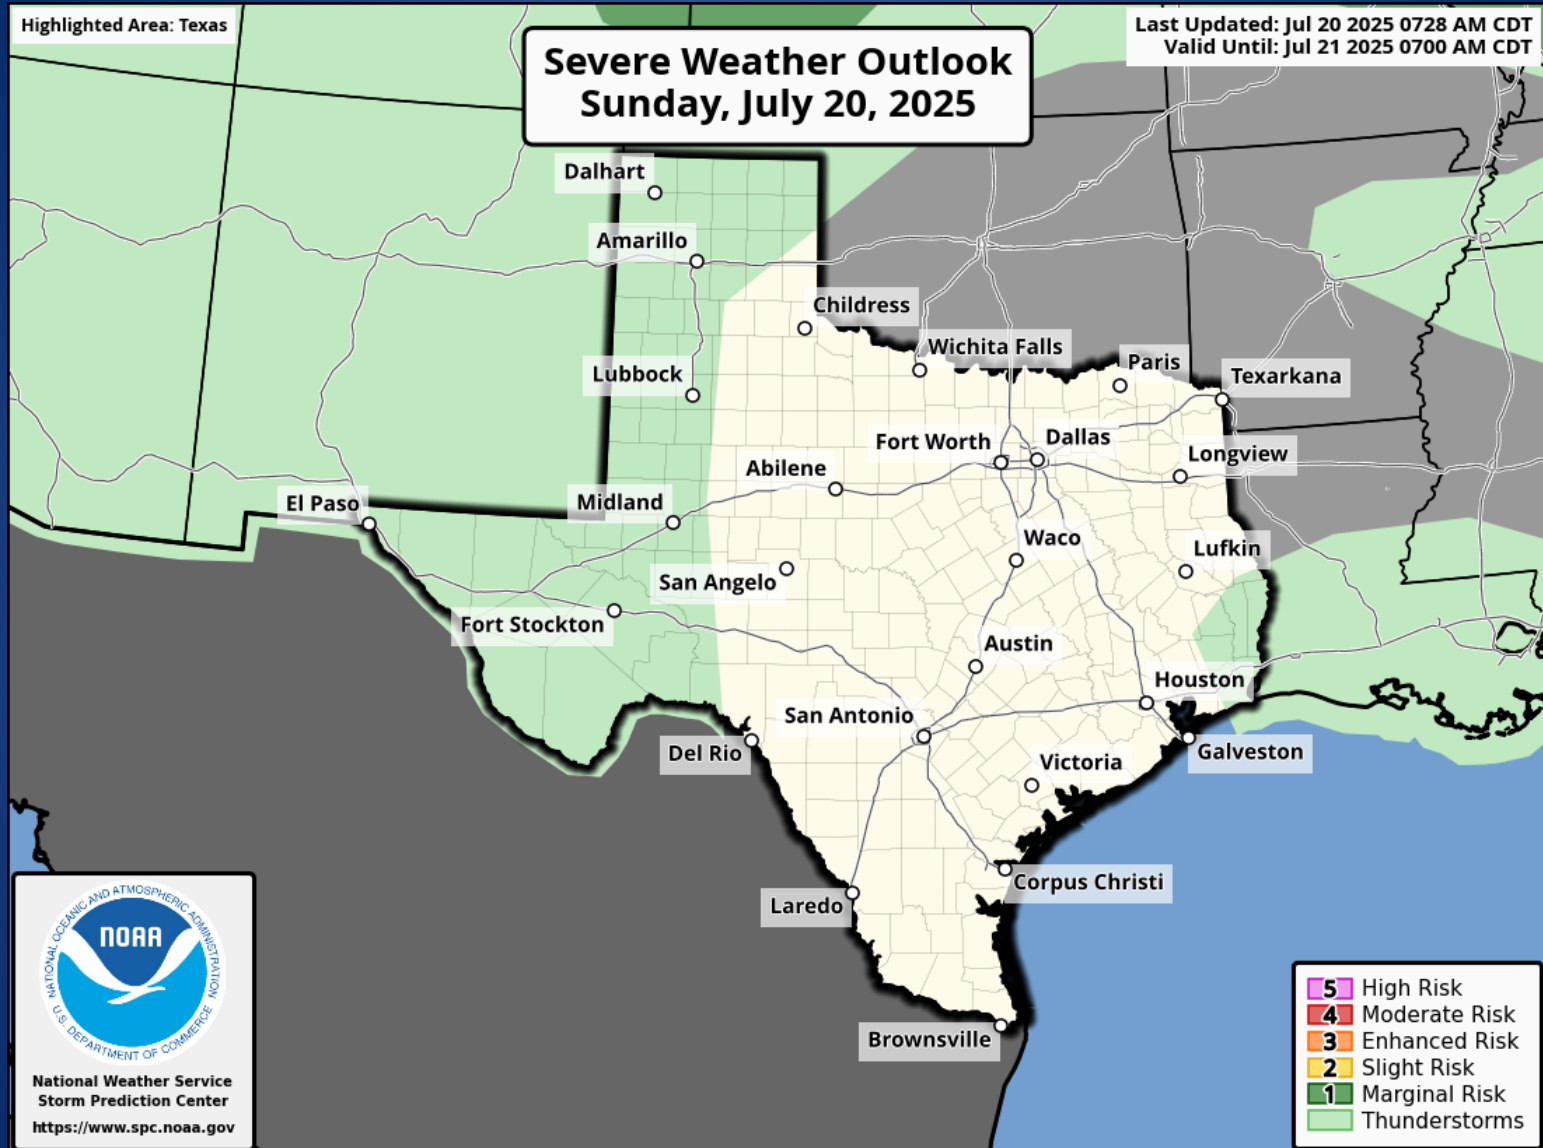 Highlighted Area: Texas
Severe Weather Outlook
Sunday, July 20, 2025
Last Updated: Jul 20 2025 0728 AM CDT
Valid Until: Jul 21 2025 0700 AM CDT
Dalhart
Amarillo
Childress
Wichita Falls
Paris
Texarkana
Lubbock
Fort Worth
Dallas
Longview
Abilene
El Paso
Midland
Waco
Lufkin
San Angelo
Fort Stockton
Austin
Houston
San Antonio
Del Rio
Galveston
Victoria
Corpus Christi
Laredo
Brownsville
NATIONAL OCEANIC AND ATMOSPHERIC ADMINISTRATION
NOAA
U.S. DEPARTMENT OF COMMERCE
National Weather Service
Storm Prediction Center
https://www.spc.noaa.gov
5 High Risk
4 Moderate Risk
3 Enhanced Risk
2 Slight Risk
1 Marginal Risk
Thunderstorms